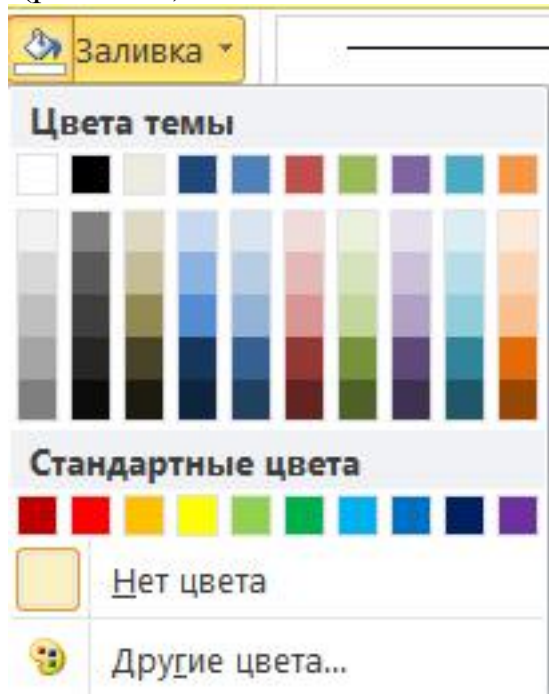 Заливка
Цвета темы
Стандартные цвета
Нет цвета
Другие цвета...